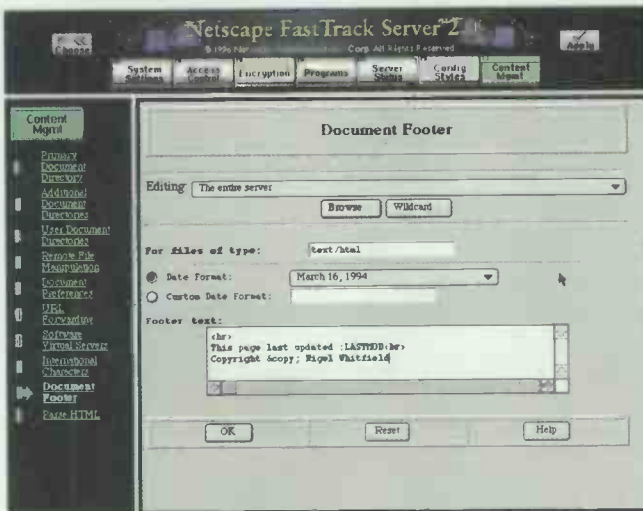 Netscape FastTrack Server 2
Choose
© 1996 Corp. All Rights Reserved
Admin
System Settings
Access Control
Encryption
Programs
Server Status
Config Styles
Content Mgmt
Content Mgmt
Primary Document Directory
Additional Document Directories
User Document Directories
Remote File Manipulation
Document Preferences
URL Forwarding
Software Virtual Servers
International Characters
Document Footer
Parse HTML
Document Footer
Editing The entire server
Browse Wildcard
For files of type: text/html
Date Format: March 16, 1994
Custom Date Format:
Footer text:
<hr>
This page last updated :LASTMOD:<br>
Copyright &copy; Nigel Whitfield
OK Reset Help